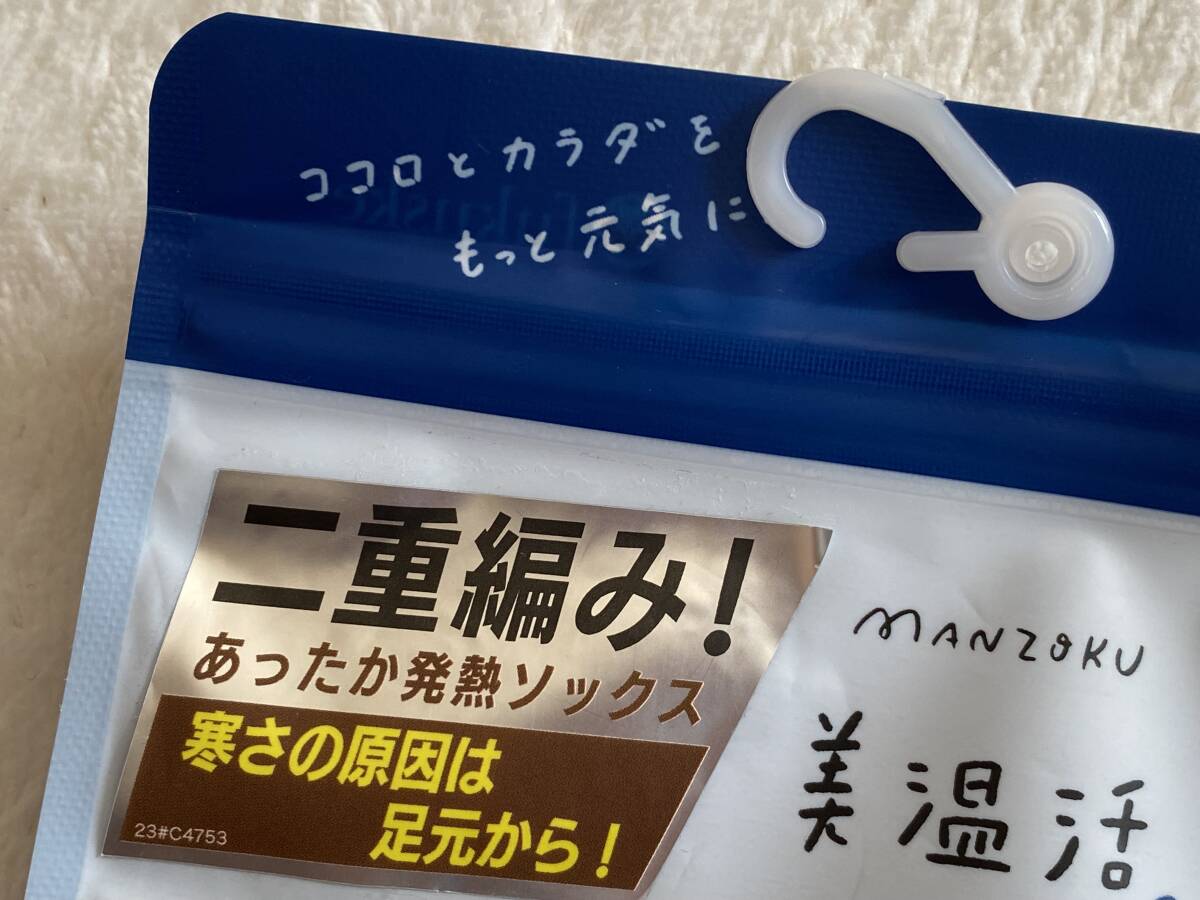 ココロとカラダを
もっと元気に
fukuske
二重編み!
あったか発熱ソックス
寒さの原因は
足元から!
23#C4753
MANZOKU
美温活